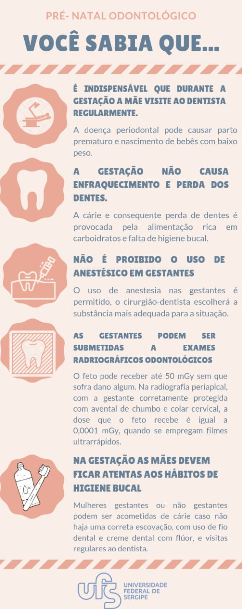 PRÉ- NATAL ODONTOLÓGICO
VOCÊ SABIA QUE...
É INDISPENSÁVEL QUE DURANTE A
GESTAÇÃO A MÃE VISITE AO DENTISTA
REGULARMENTE.
A doença periodontal pode causar parto
prematuro e nascimento de bebês com baixo
peso.
A GESTAÇÃO NÃO CAUSA
ENFRAQUECIMENTO E PERDA DOS
DENTES.
A cárie e consequente perda de dentes é
provocada pela alimentação rica em
carboidratos e falta de higiene bucal.
NÃO É PROIBIDO O USO DE
ANESTÉSICO EM GESTANTES
O uso de anestesia nas gestantes é
permitido, o cirurgião-dentista escolherá a
substância mais adequada para a situação.
AS GESTANTES PODEM SER
SUBMETIDAS A EXAMES
RADRIOGRÁFICOS ODONTOLÓGICOS
O feto pode receber até 50 mGy sem que
sofra dano algum. Na radiografia periapical,
com a gestante corretamente protegida
com avental de chumbo e colar cervical, a
dose que o feto recebe é igual a
0,0001 mGy, quando se empregam filmes
ultrarrápidos.
NA GESTAÇÃO AS MÃES DEVEM
FICAR ATENTAS AOS HÁBITOS DE
HIGIENE BUCAL
Mulheres gestantes ou não gestantes
podem ser acometidas de cárie caso não
haja uma correta escovação, com uso de fio
dental e creme dental com flúor, e visitas
regulares ao dentista.
ufs UNIVERSIDADE
FEDERAL DE
SERGIPE